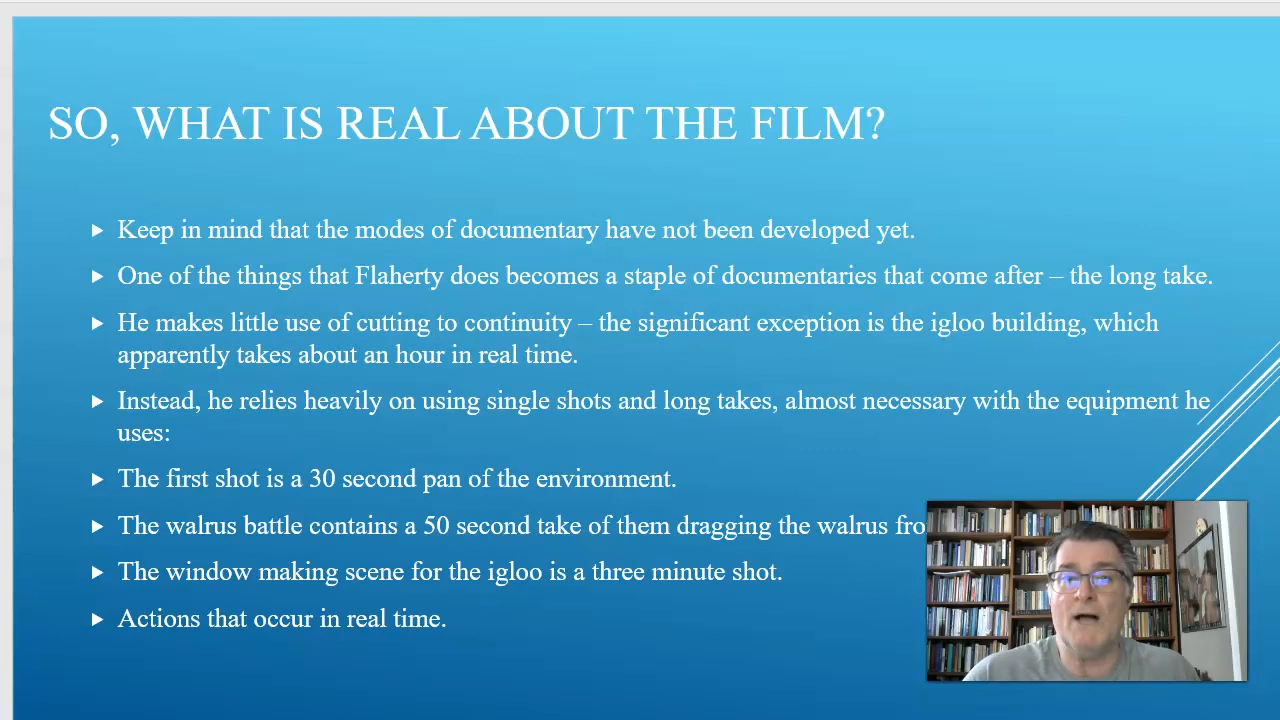 SO, WHAT IS REAL ABOUT THE FILM?
Keep in mind that the modes of documentary have not been developed yet.
One of the things that Flaherty does becomes a staple of documentaries that come after – the long take.
He makes little use of cutting to continuity – the significant exception is the igloo building, which
apparently takes about an hour in real time.
Instead, he relies heavily on using single shots and long takes, almost necessary with the equipment he
uses:
The first shot is a 30 second pan of the environment.
The walrus battle contains a 50 second take of them dragging the walrus
The window making scene for the igloo is a three minute shot.
Actions that occur in real time.